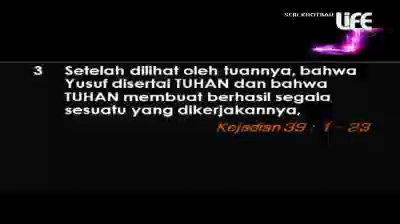 LIFE
3 Setelah dilihat oleh tuannya, bahwa
Yusuf disertai TUHAN dan bahwa
TUHAN membuat berhasil segala
sesuatu yang dikerjakannya,
Kejadian 39 : 1 - 23